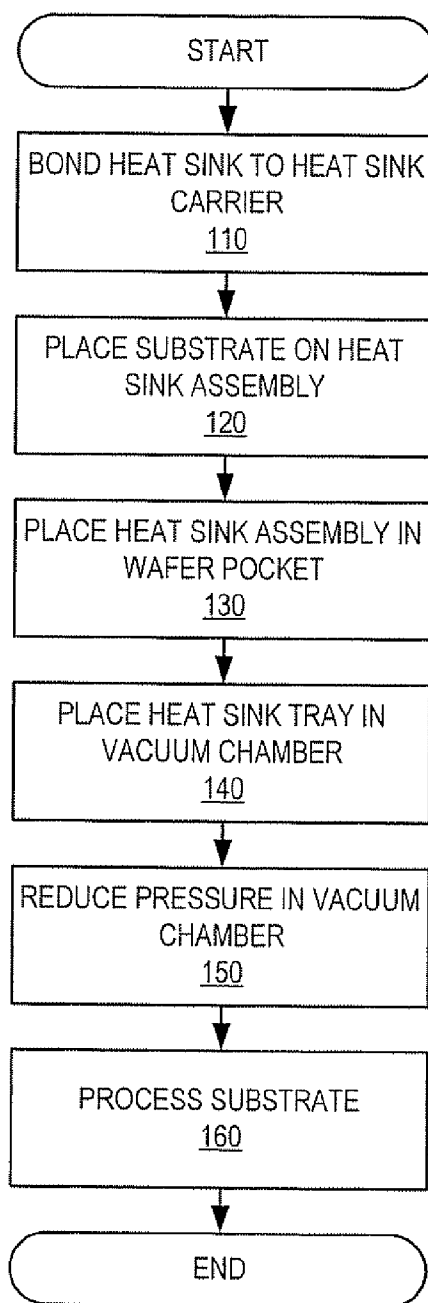 START
BOND HEAT SINK TO HEAT SINK
CARRIER
110
PLACE SUBSTRATE ON HEAT
SINK ASSEMBLY
120
PLACE HEAT SINK ASSEMBLY IN
WAFER POCKET
130
PLACE HEAT SINK TRAY IN
VACUUM CHAMBER
140
REDUCE PRESSURE IN VACUUM
CHAMBER
150
PROCESS SUBSTRATE
160
END